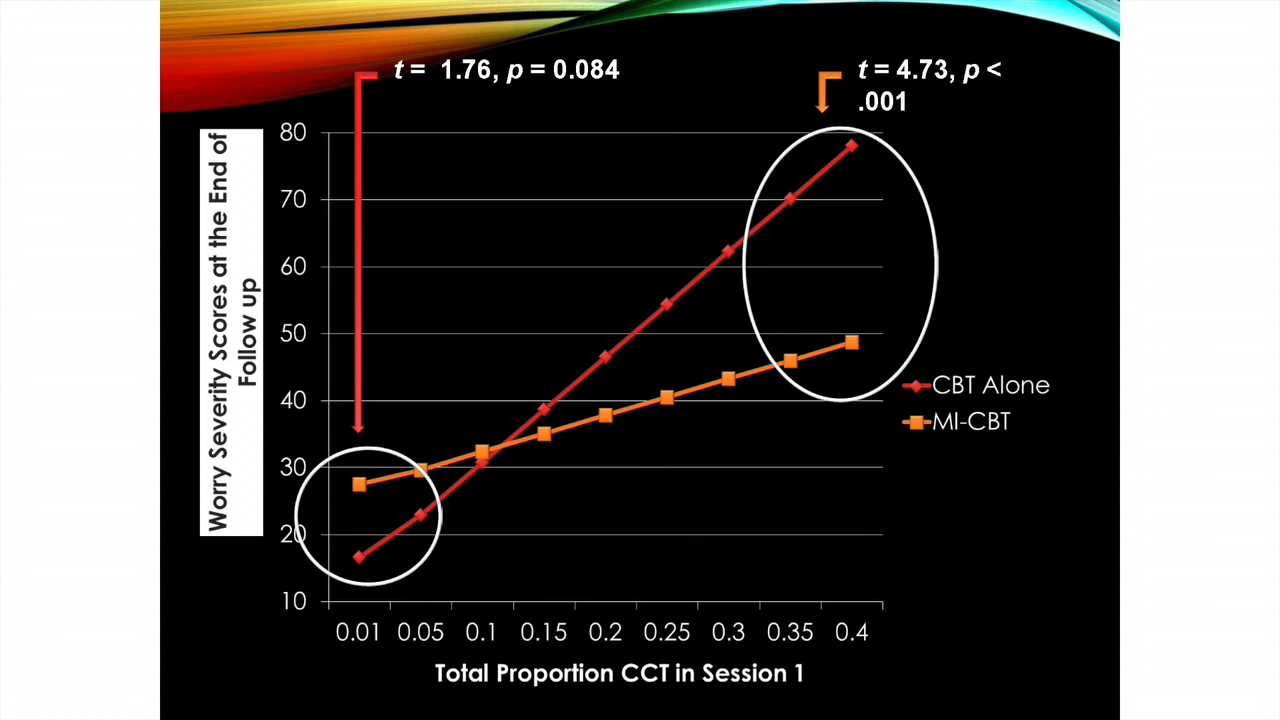 t = 1.76, p = 0.084
t = 4.73, p <
.001
Worry Severity Scores at the End of
Follow up
80
70
60
50
40
30
20
10
CBT Alone
MI-CBT
0.01 0.05 0.1 0.15 0.2 0.25 0.3 0.35 0.4
Total Proportion CCT in Session 1